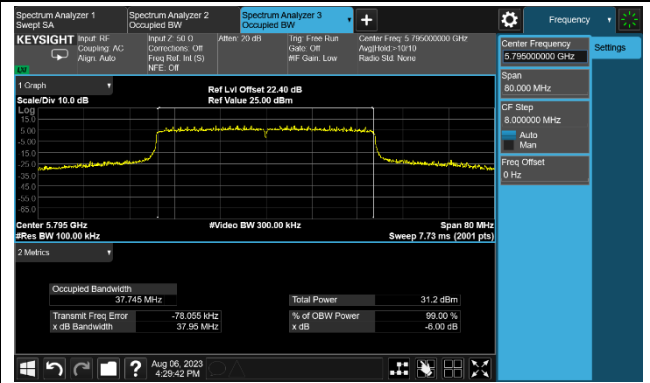 Spectrum Analyzer 1
Swept SA
Spectrum Analyzer 2
Occupied BW
Spectrum Analyzer 3
Occupied BW
Frequency
KEYSIGHT
Input: RF
Coupling: AC
Align: Auto
Input Z: 50 Ω
Corrections: Off
Freq Ref: Int (S)
NFE: Off
Atten: 20 dB
Trig: Free Run
Gate: Off
#IF Gain: Low
Center Freq: 5.795000000 GHz
Avg|Hold:>10/10
Radio Std: None
Center Frequency
5.795000000 GHz
Settings
Span
80.000 MHz
CF Step
8.000000 MHz
Auto
Man
Freq Offset
0 Hz
1 Graph
Scale/Div 10.0 dB
Ref Lvl Offset 22.40 dB
Ref Value 25.00 dBm
Log
15.0
5.00
-5.00
-15.0
-25.0
-35.0
-45.0
-55.0
-65.0
Center 5.795 GHz
#Video BW 300.00 kHz
Span 80 MHz
#Res BW 100.00 kHz
Sweep 7.73 ms (2001 pts)
2 Metrics
Occupied Bandwidth
37.745 MHz
Total Power
31.2 dBm
Transmit Freq Error
-78.055 kHz
% of OBW Power
99.00 %
x dB Bandwidth
37.95 MHz
x dB
-6.00 dB
Aug 06, 2023
4:29:42 PM